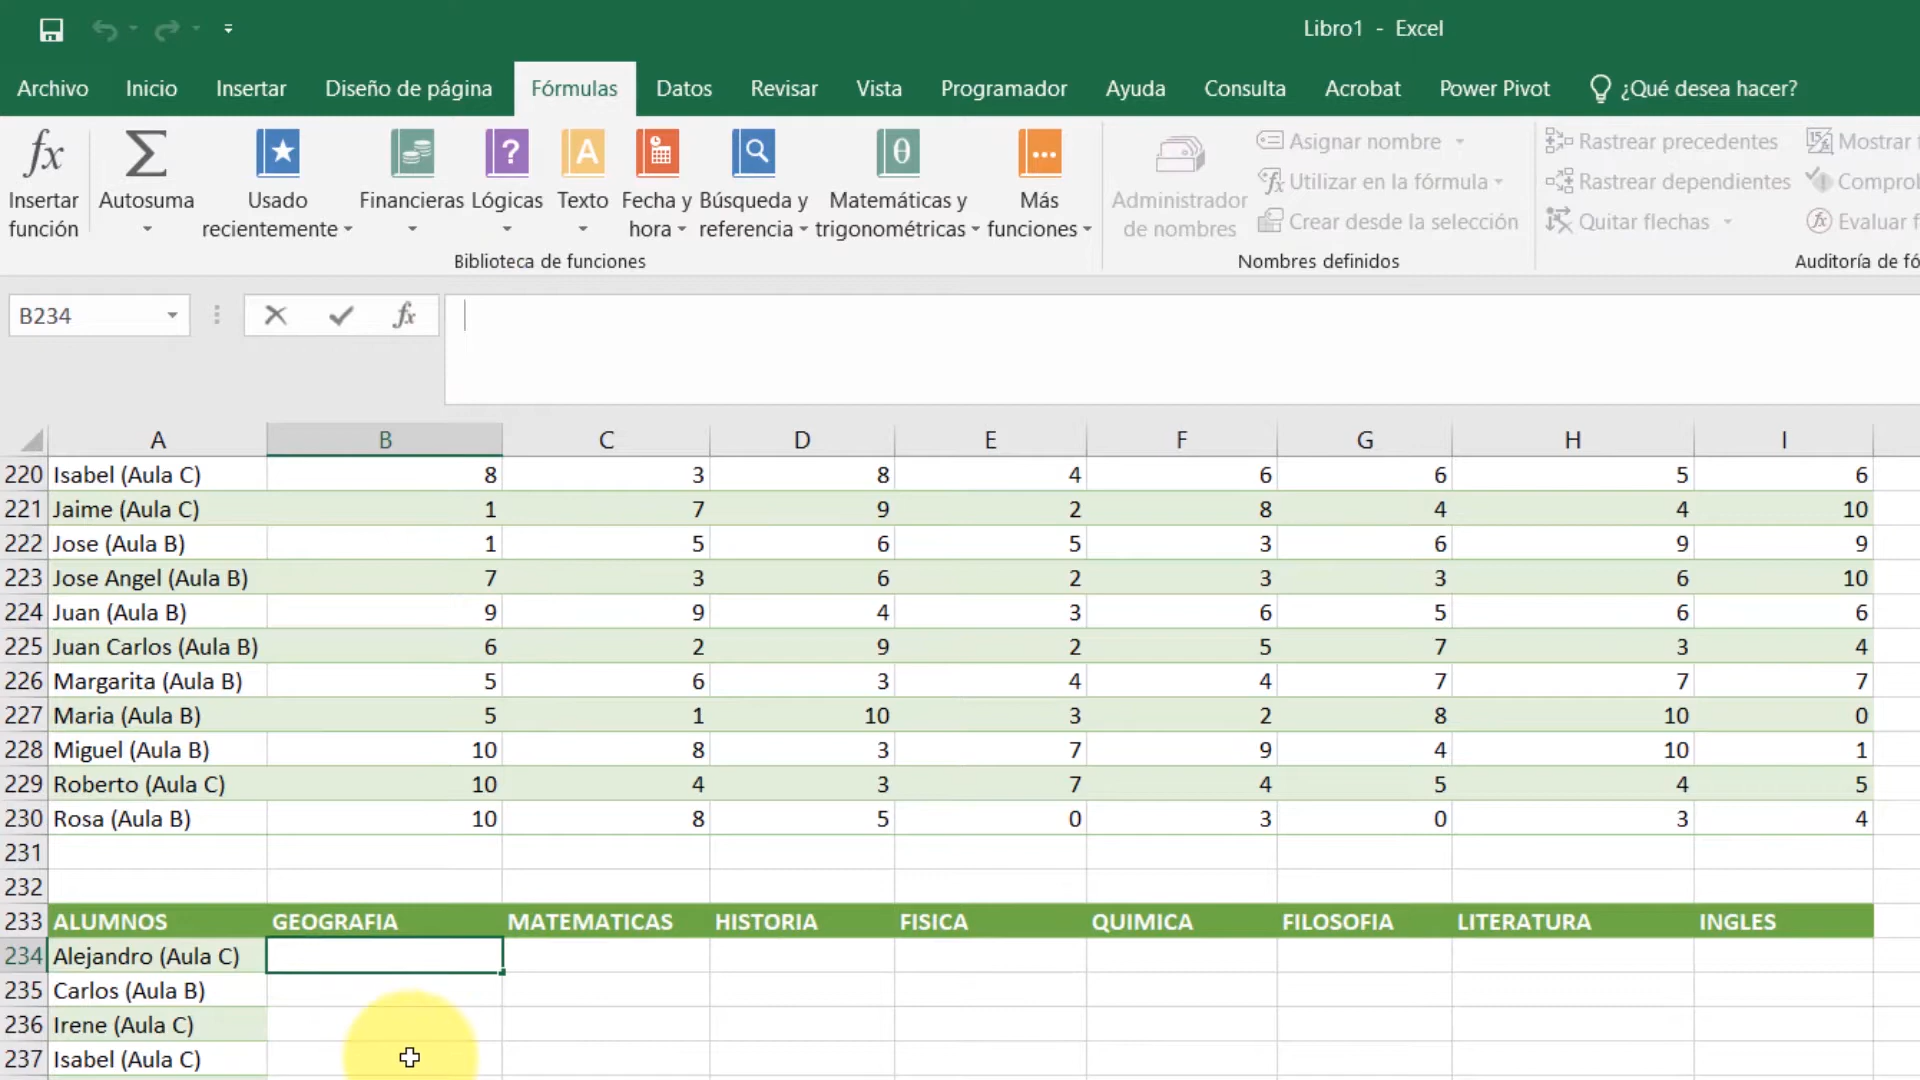 Libro1 - Excel
Archivo Inicio Insertar Diseño de página Fórmulas Datos Revisar Vista Programador Ayuda Consulta Acrobat Power Pivot ¿Qué desea hacer?
Insertar función
Autosuma
Usado recientemente
Financieras
Lógicas
Texto
Fecha y hora
Búsqueda y referencia
Matemáticas y trigonométricas
Más funciones
Biblioteca de funciones
Administrador de nombres
Asignar nombre
Utilizar en la fórmula
Crear desde la selección
Nombres definidos
Rastrear precedentes
Rastrear dependientes
Quitar flechas
Mostrar
Comprol
Evaluar f
Auditoría de fó
B234 fx
A B C D E F G H I
220 Isabel (Aula C) 8 3 8 4 6 6 5 6
221 Jaime (Aula C) 1 7 9 2 8 4 4 10
222 Jose (Aula B) 1 5 6 5 3 6 9 9
223 Jose Angel (Aula B) 7 3 6 2 3 3 6 10
224 Juan (Aula B) 9 9 4 3 6 5 6 6
225 Juan Carlos (Aula B) 6 2 9 2 5 7 3 4
226 Margarita (Aula B) 5 6 3 4 4 7 7 7
227 Maria (Aula B) 5 1 10 3 2 8 10 0
228 Miguel (Aula B) 10 8 3 7 9 4 10 1
229 Roberto (Aula C) 10 4 3 7 4 5 4 5
230 Rosa (Aula B) 10 8 5 0 3 0 3 4
231
232
233 ALUMNOS GEOGRAFIA MATEMATICAS HISTORIA FISICA QUIMICA FILOSOFIA LITERATURA INGLES
234 Alejandro (Aula C)
235 Carlos (Aula B)
236 Irene (Aula C)
237 Isabel (Aula C)